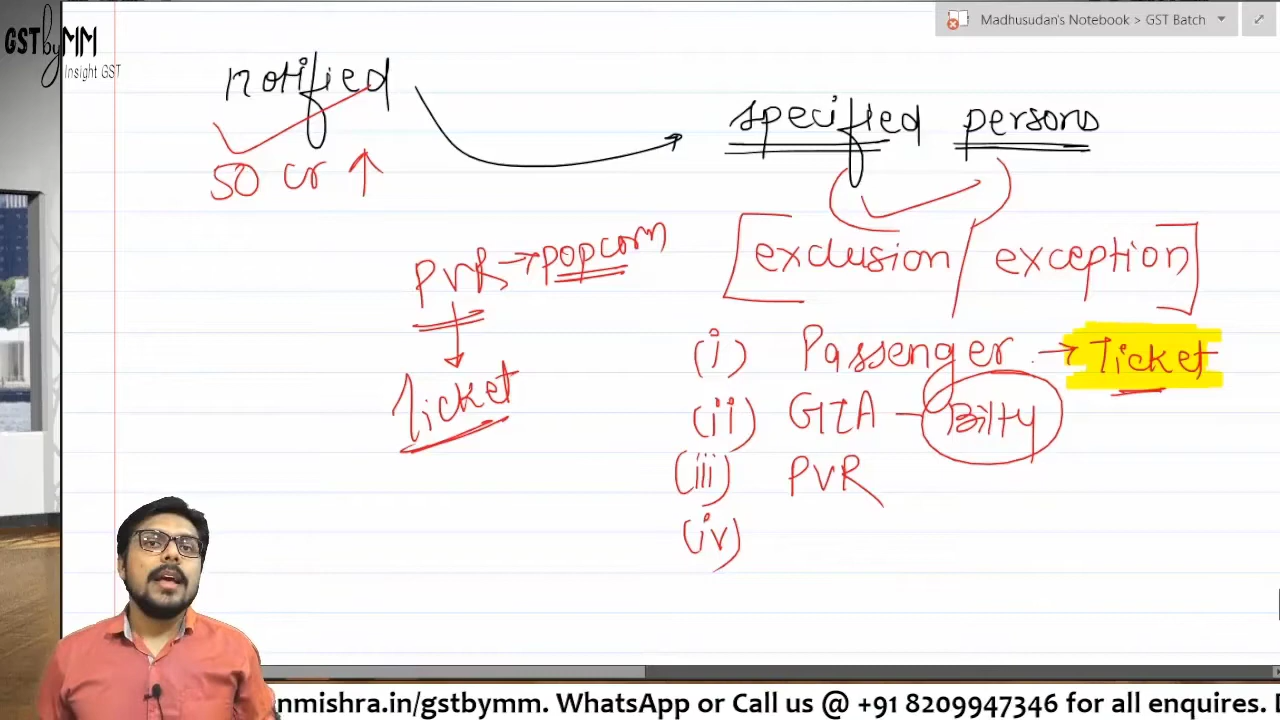 GSTbyMM
Insight GST
Madhusudan's Notebook > GST Batch
notified
50 cr ↑
specified persons
[exclusion / exception]
PVR → popcorn
Ticket
(i) Passenger → Ticket
(ii) GTA - Bilty
(iii) PVR
(iv)
nmishra.in/gstbymm. WhatsApp or Call us @ +91 8209947346 for all enquires. L